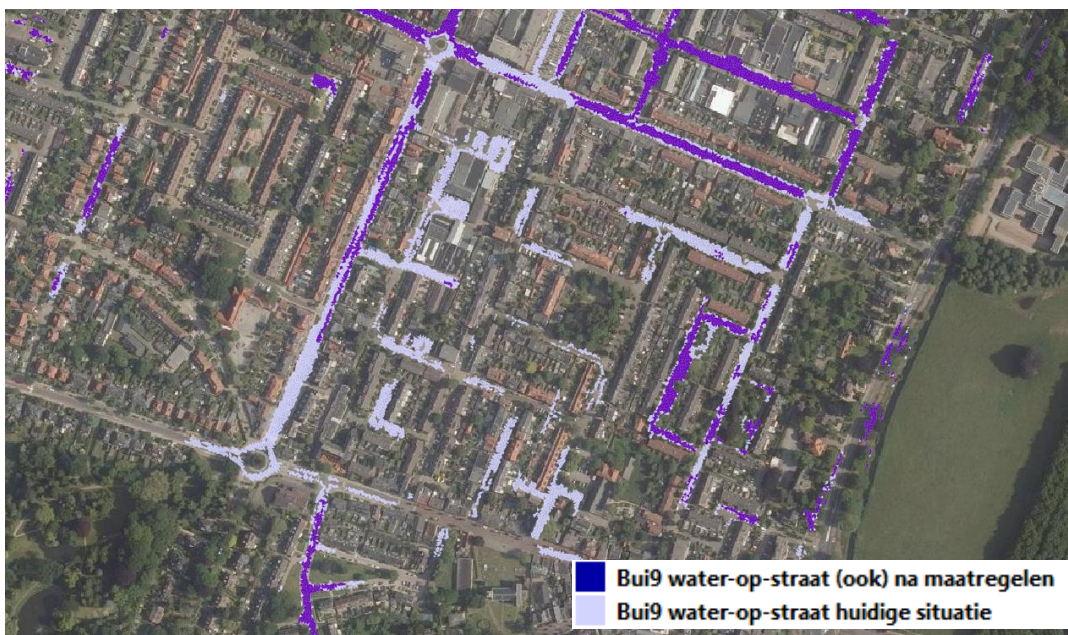 Bui9 water-op-straat (ook) na maatregelen
Bui9 water-op-straat huidige situatie